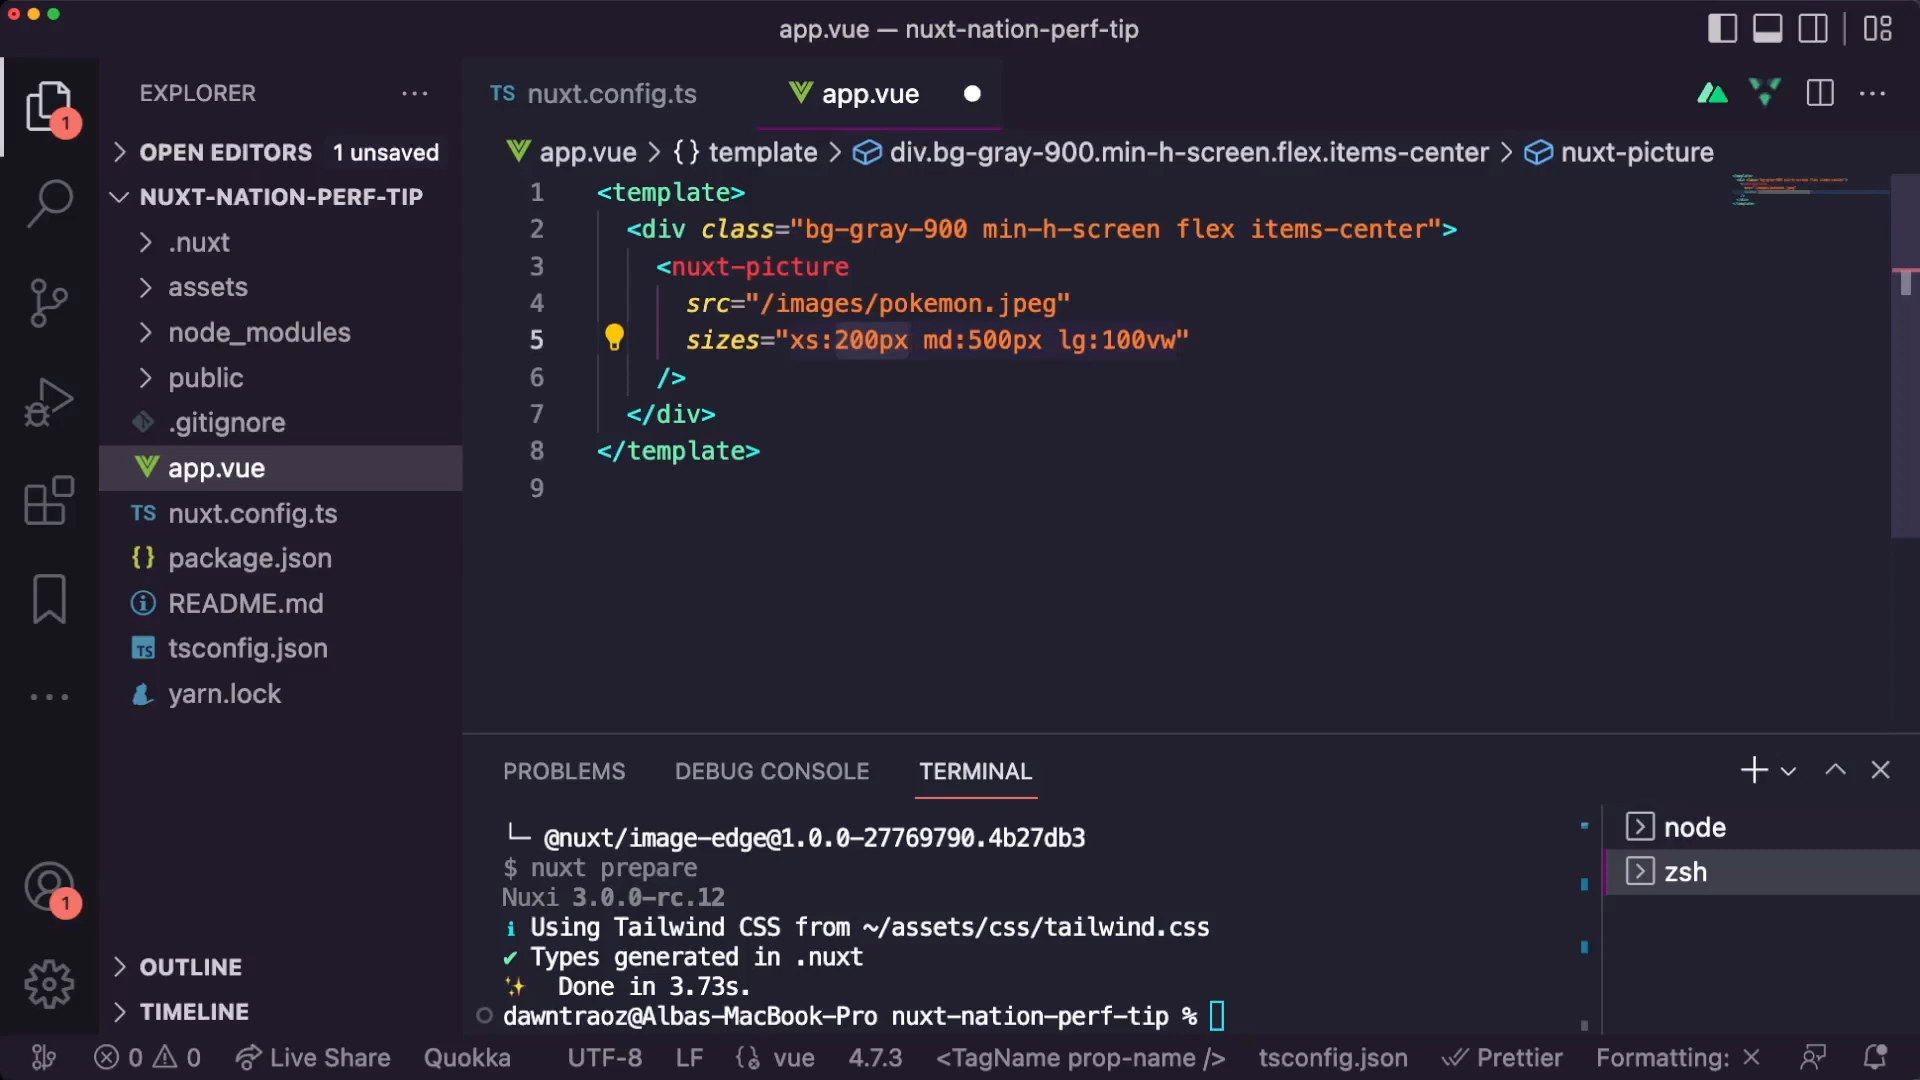 app.vue — nuxt-nation-perf-tip
EXPLORER
1
OPEN EDITORS 1 unsaved
NUXT-NATION-PERF-TIP
.nuxt
assets
node_modules
public
.gitignore
app.vue
TS nuxt.config.ts
{} package.json
README.md
TS tsconfig.json
yarn.lock
OUTLINE
TIMELINE
1
TS nuxt.config.ts
app.vue
app.vue > {} template > div.bg-gray-900.min-h-screen.flex.items-center > nuxt-picture
1 <template>
2 <div class="bg-gray-900 min-h-screen flex items-center">
3 <nuxt-picture
4 src="/images/pokemon.jpeg"
5 sizes="xs:200px md:500px lg:100vw"
6 />
7 </div>
8 </template>
9
PROBLEMS DEBUG CONSOLE TERMINAL
└─ @nuxt/image-edge@1.0.0-27769790.4b27db3
$ nuxt prepare
Nuxi 3.0.0-rc.12
ℹ Using Tailwind CSS from ~/assets/css/tailwind.css
✔ Types generated in .nuxt
✨ Done in 3.73s.
dawntraoz@Albas-MacBook-Pro nuxt-nation-perf-tip %
node
zsh
0 0 Live Share Quokka UTF-8 LF vue 4.7.3 <TagName prop-name /> tsconfig.json Prettier Formatting: ×